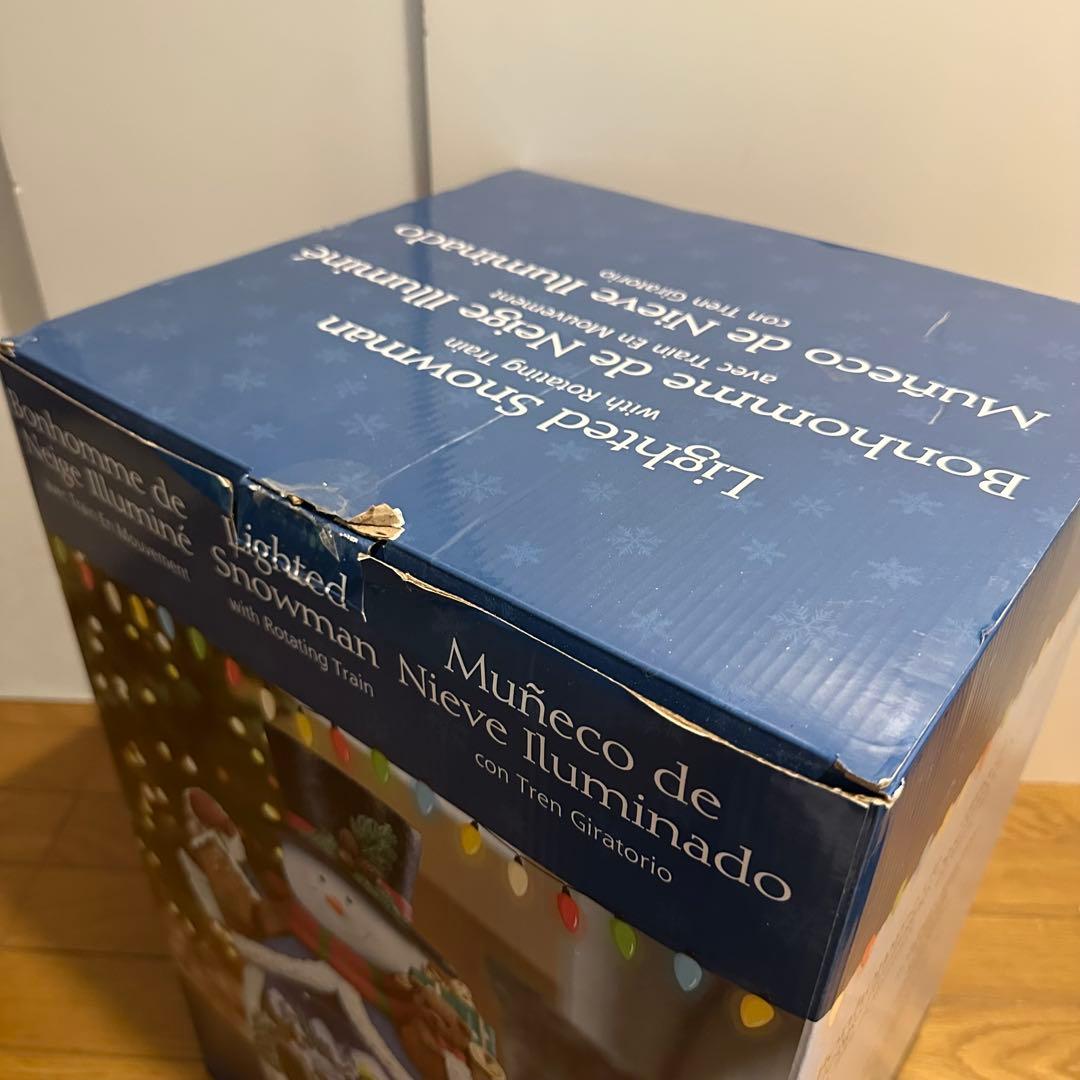 Lighted Snowman
with Rotating Train
Bonhomme de Neige Illuminé
avec Train En Mouvement
Muñeco de Nieve Iluminado
con Tren Giratorio
Bonhomme de
Neige Illuminé
avec Train En Mouvement
Lighted
Snowman
with Rotating Train
Muñeco de
Nieve Iluminado
con Tren Giratorio